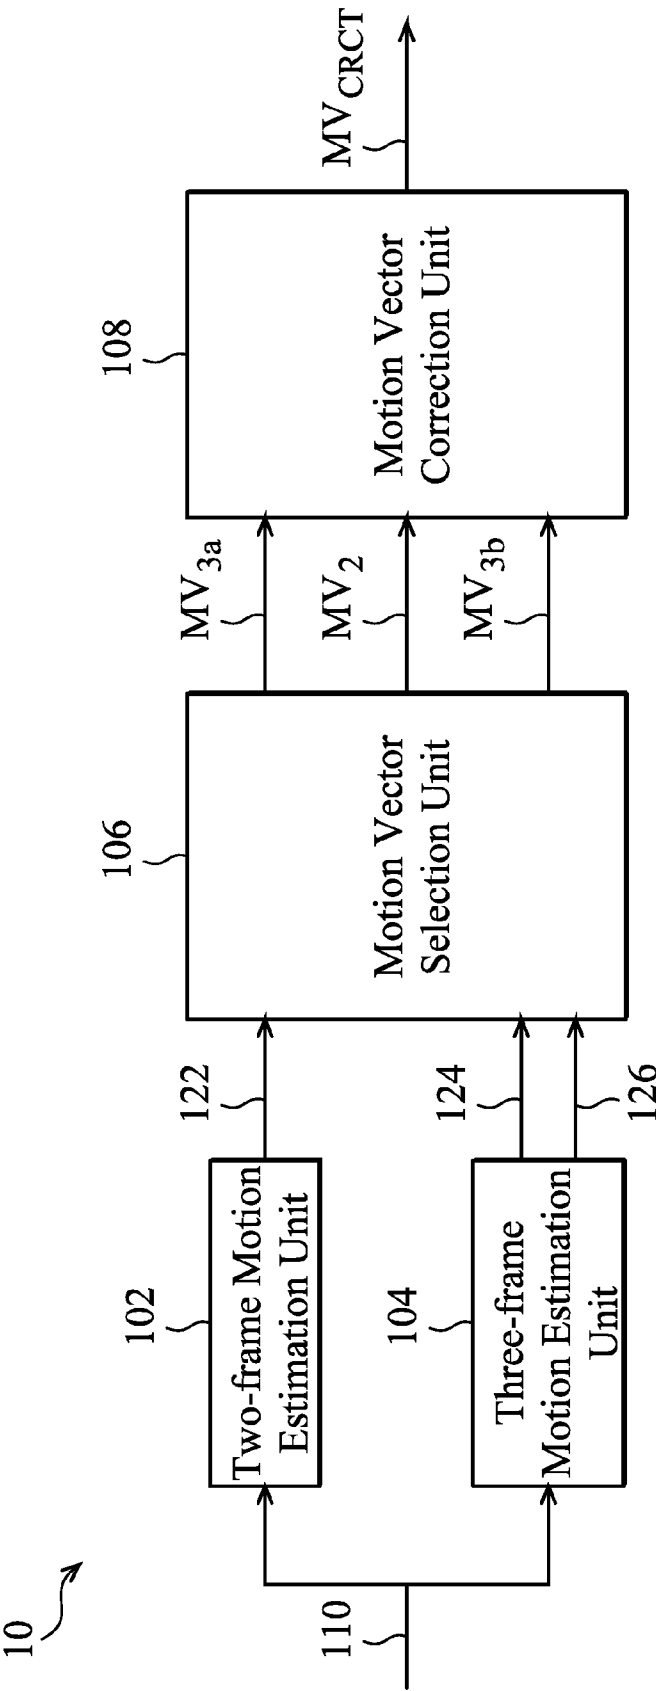 10
110
102
Two-frame Motion
Estimation Unit
104
Three-frame
Motion Estimation
Unit
122
124
126
106
Motion Vector
Selection Unit
MV3a
MV2
MV3b
108
Motion Vector
Correction Unit
MVCRCT